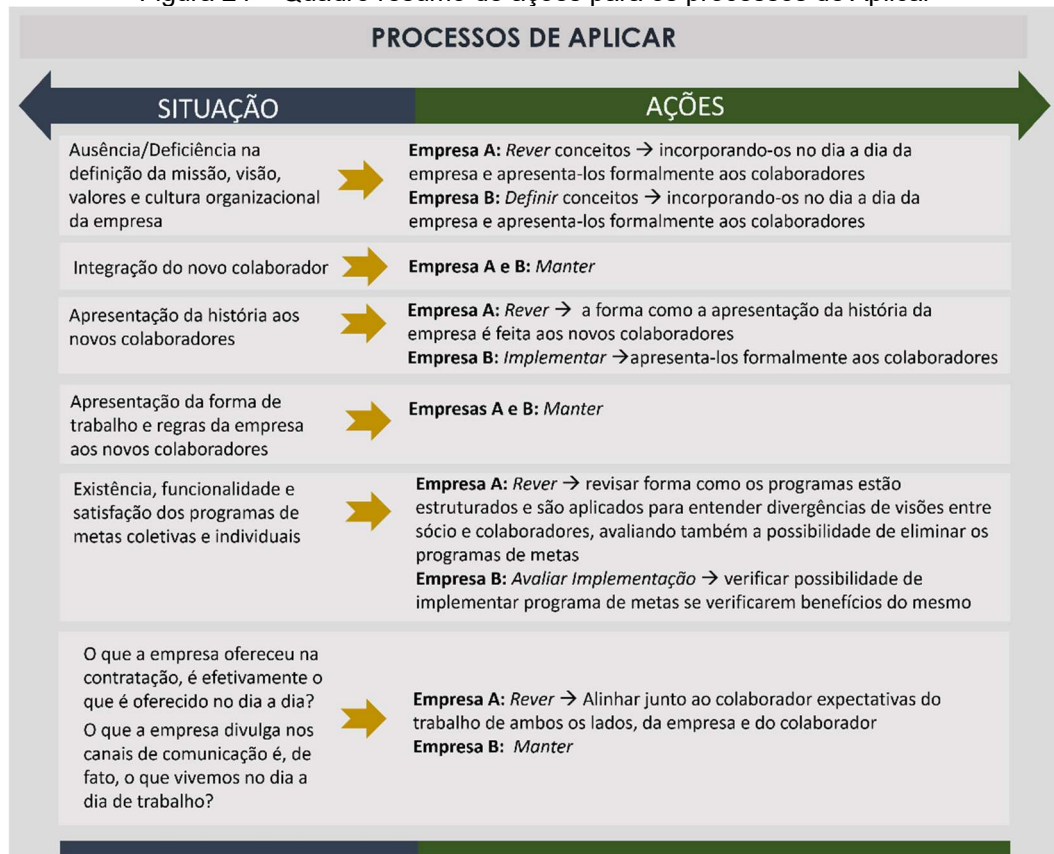 PROCESSOS DE APLICAR
SITUAÇÃO
AÇÕES
Ausência/Deficiência na
definição da missão, visão,
valores e cultura organizacional
da empresa
Empresa A: Rever conceitos → incorporando-os no dia a dia da
empresa e apresenta-los formalmente aos colaboradores
Empresa B: Definir conceitos → incorporando-os no dia a dia da
empresa e apresenta-los formalmente aos colaboradores
Integração do novo colaborador
Empresa A e B: Manter
Apresentação da história aos
novos colaboradores
Empresa A: Rever → a forma como a apresentação da história da
empresa é feita aos novos colaboradores
Empresa B: Implementar →apresenta-los formalmente aos colaboradores
Apresentação da forma de
trabalho e regras da empresa
aos novos colaboradores
Empresas A e B: Manter
Existência, funcionalidade e
satisfação dos programas de
metas coletivas e individuais
Empresa A: Rever → revisar forma como os programas estão
estruturados e são aplicados para entender divergências de visões entre
sócio e colaboradores, avaliando também a possibilidade de eliminar os
programas de metas
Empresa B: Avaliar Implementação → verificar possibilidade de
implementar programa de metas se verificarem benefícios do mesmo
O que a empresa ofereceu na
contratação, é efetivamente o
que é oferecido no dia a dia?
O que a empresa divulga nos
canais de comunicação é, de
fato, o que vivemos no dia a
dia de trabalho?
Empresa A: Rever → Alinhar junto ao colaborador expectativas do
trabalho de ambos os lados, da empresa e do colaborador
Empresa B: Manter